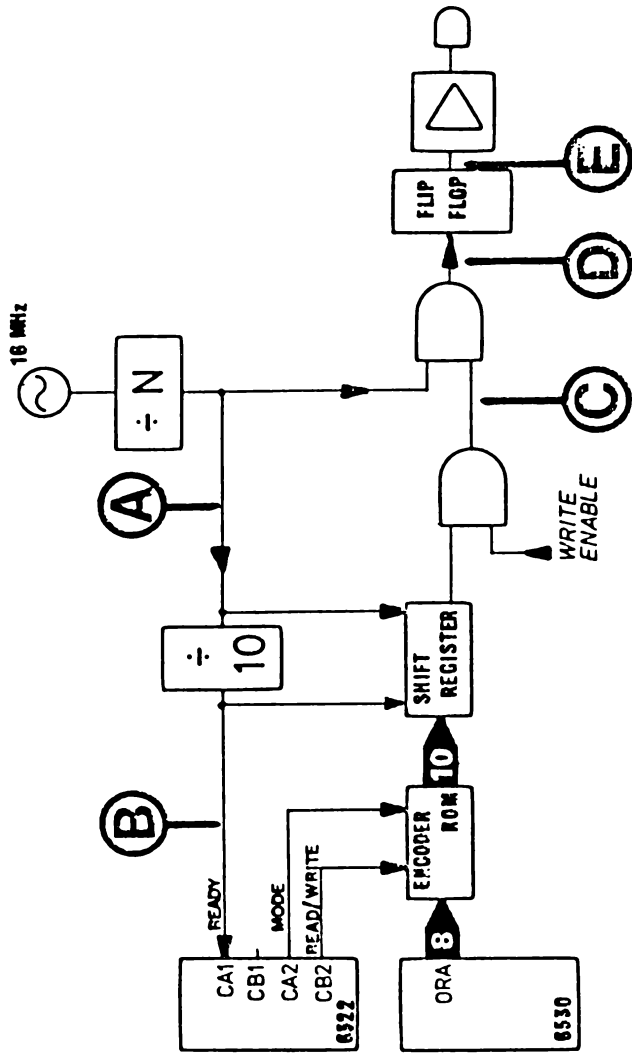 16 MHz
÷ N
A
÷
10
B
READY
MODE
READ/WRITE
CA1
CB1
CA2
CB2
6522
ORA
6530
8
ENCODER
ROM
10
SHIFT
REGISTER
WRITE
ENABLE
C
D
FLIP
FLOP
E